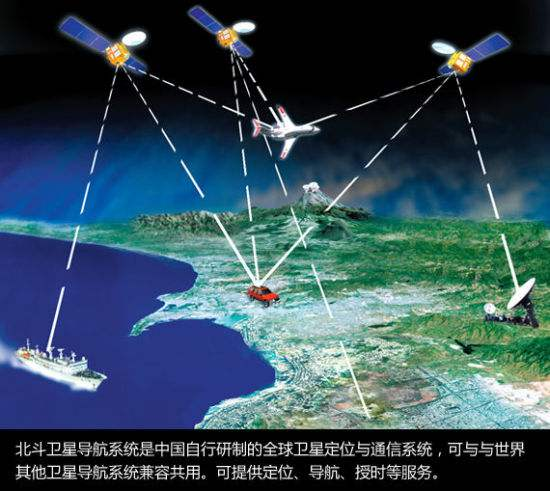 北斗卫星导航系统是中国自行研制的全球卫星定位与通信系统，可与与世界
其他卫星导航系统兼容共用。可提供定位、导航、授时等服务。